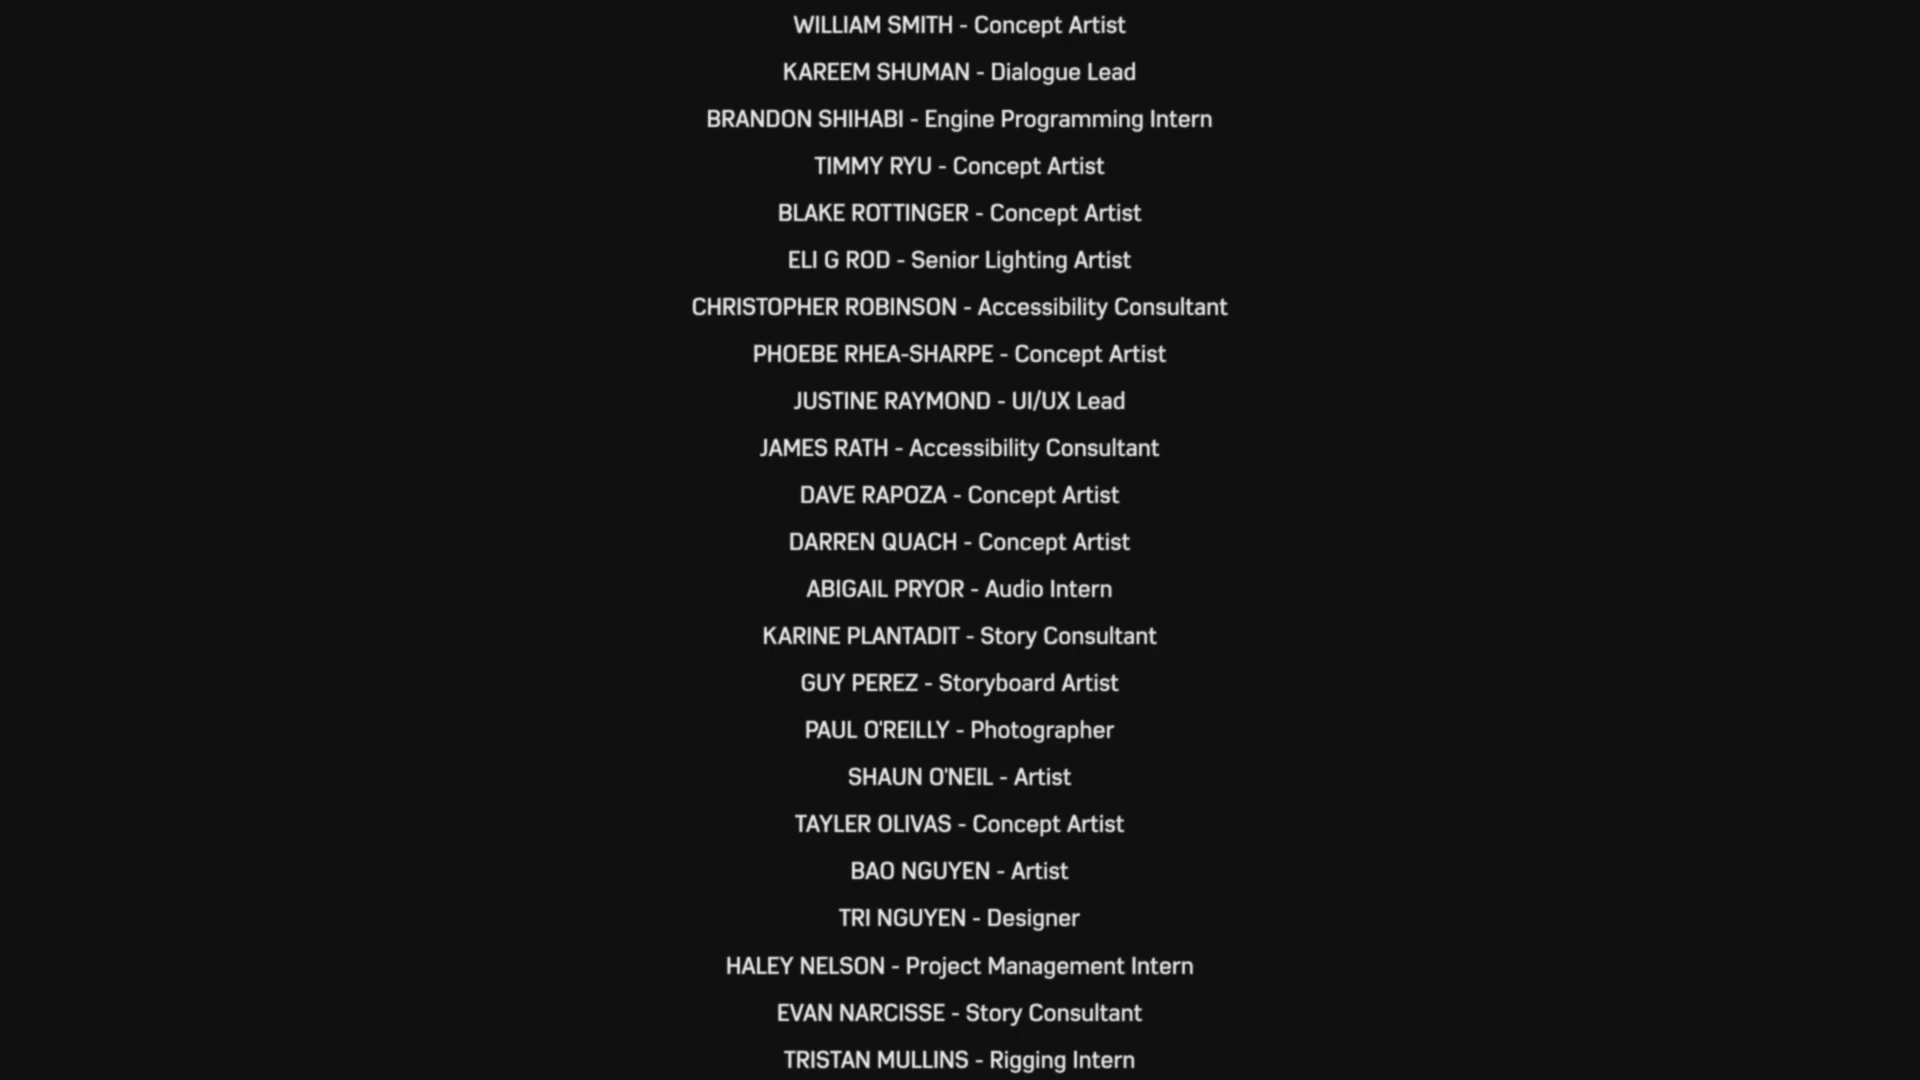 WILLIAM SMITH - Concept Artist
KAREEM SHUMAN - Dialogue Lead
BRANDON SHIHABI - Engine Programming Intern
TIMMY RYU - Concept Artist
BLAKE ROTTINGER - Concept Artist
ELI G ROD - Senior Lighting Artist
CHRISTOPHER ROBINSON - Accessibility Consultant
PHOEBE RHEA-SHARPE - Concept Artist
JUSTINE RAYMOND - UI/UX Lead
JAMES RATH - Accessibility Consultant
DAVE RAPOZA - Concept Artist
DARREN QUACH - Concept Artist
ABIGAIL PRYOR - Audio Intern
KARINE PLANTADIT - Story Consultant
GUY PEREZ - Storyboard Artist
PAUL O'REILLY - Photographer
SHAUN O'NEIL - Artist
TAYLER OLIVAS - Concept Artist
BAO NGUYEN - Artist
TRI NGUYEN - Designer
HALEY NELSON - Project Management Intern
EVAN NARCISSE - Story Consultant
TRISTAN MULLINS - Rigging Intern